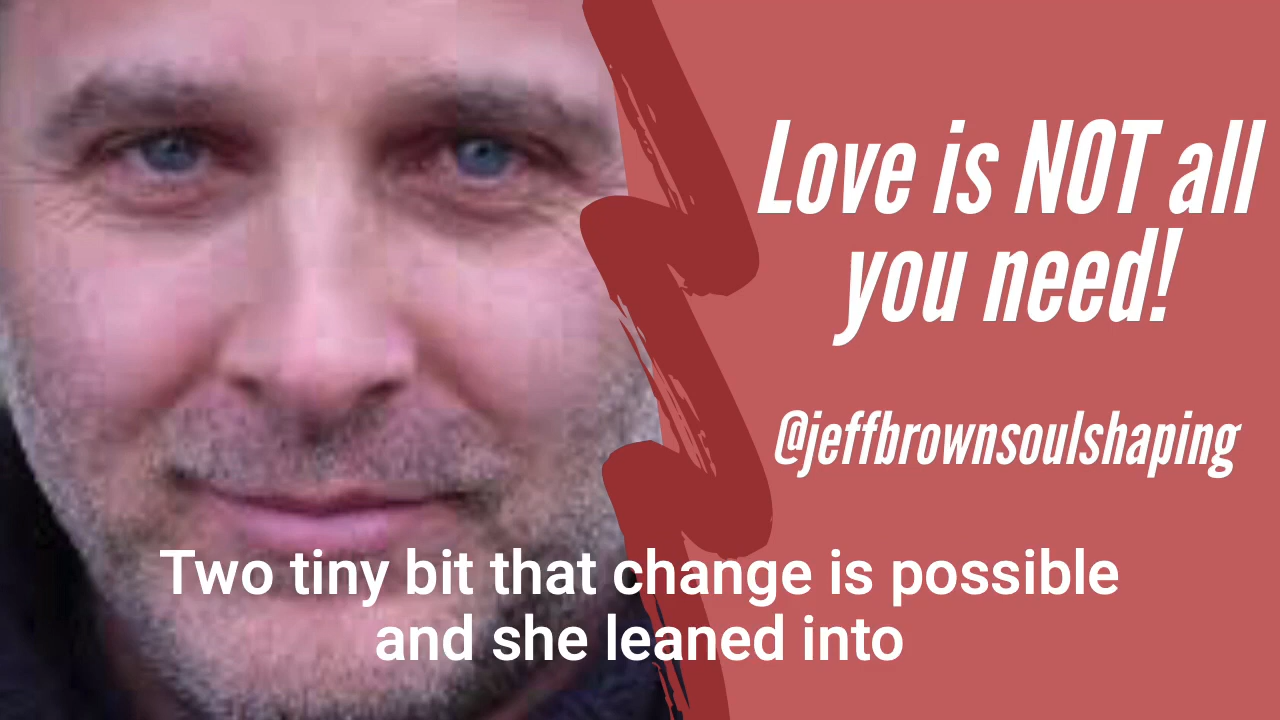 Love is NOT all
you need!
@jeffbrownsoulshaping
Two tiny bit that change is possible
and she leaned into